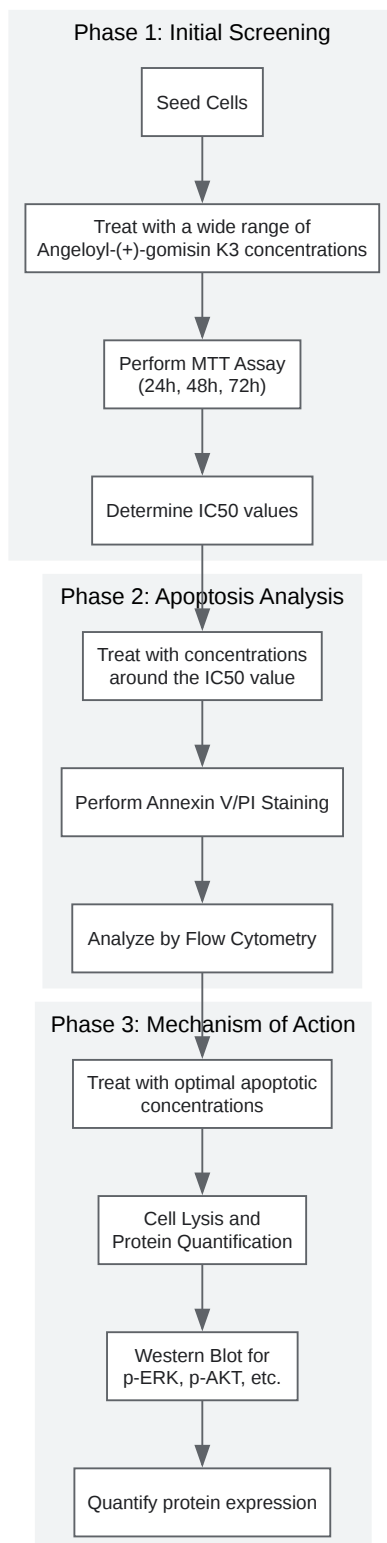 Phase 1: Initial Screening
Seed Cells
Treat with a wide range of
Angeloyl-(+)-gomisin K3 concentrations
Perform MTT Assay
(24h, 48h, 72h)
Determine IC50 values
Phase 2: Apoptosis Analysis
Treat with concentrations
around the IC50 value
Perform Annexin V/PI Staining
Analyze by Flow Cytometry
Phase 3: Mechanism of Action
Treat with optimal apoptotic
concentrations
Cell Lysis and
Protein Quantification
Western Blot for
p-ERK, p-AKT, etc.
Quantify protein expression